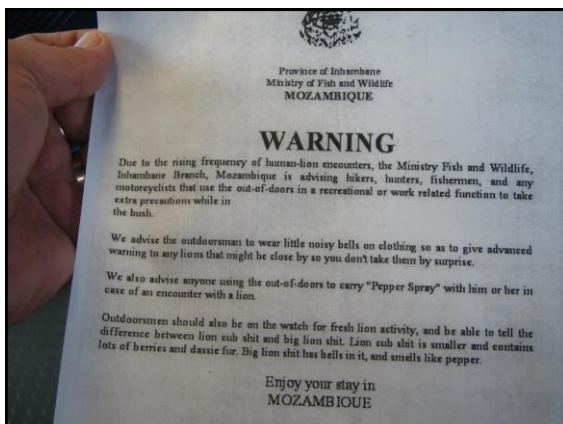 Province of Inhambane
Ministry of Fish and Wildlife
MOZAMBIQUE
WARNING
Due to the rising frequency of human-lion encounters, the Ministry Fish and Wildlife,
Inhambane Branch, Mozambique is advising hikers, hunters, fishermen, and any
motorcyclists that use the out-of-doors in a recreational or work related function to take
extra precautions while in
the bush.
We advise the outdoorsman to wear little noisy bells on clothing so as to give advanced
warning to any lions that might be close by so you don't take them by surprise.
We also advise anyone using the out-of-doors to carry "Pepper Spray" with him or her in
case of an encounter with a lion.
Outdoorsmen should also be on the watch for fresh lion activity, and be able to tell the
difference between lion cub shit and big lion shit. Lion cub shit is smaller and contains
lots of berries and dassie fur. Big lion shit has bells in it, and smells like pepper.
Enjoy your stay in
MOZAMBIQUE